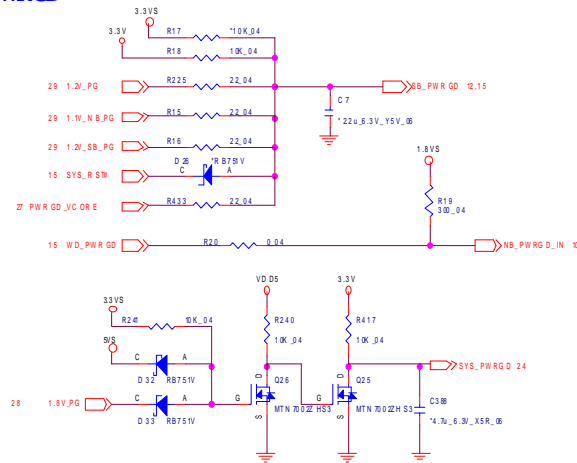 3.3VS
3.3V
R17 *10K_04
R18 10K_04
29 1.2V_PG R225 22_04 SB_PWRGD 12,15
C7
*22u_6.3V_Y5V_06
29 1.1V_NB_PG R15 22_04
29 1.2V_SB_PG R16 22_04
1.8VS
D26 *RB751V
15 SYS_RST# C A
R19
300_04
27 PWRGD_VCORE R433 22_04
15 WD_PWRGD R20 0_04 NB_PWRGD_IN 10
VDD5 3.3V
3.3VS
R241 10K_04
R240
10K_04
R417
10K_04
5VS
C A
D32 RB751V
SYS_PWRGD 24
D Q26
G
S
MTN7002ZHS3
D Q25
G
S
MTN7002ZHS3
C388
*4.7u_6.3V_X5R_06
28 1.8V_PG C A
D33 RB751V